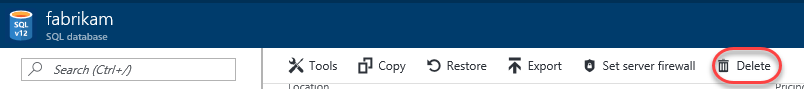 fabrikam
SQL
v12
SQL database
Search (Ctrl+/)
Tools Copy Restore Export Set server firewall Delete
Location